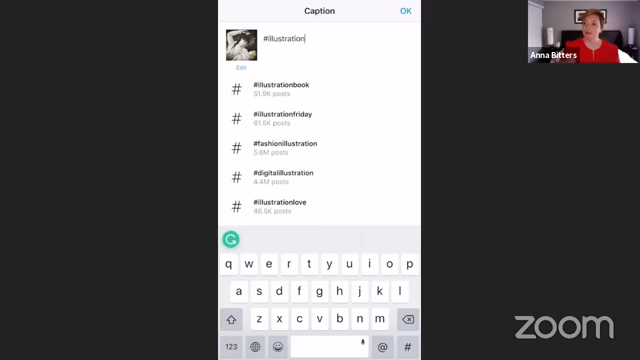 Caption
OK
#illustration
Edit
#illustrationbook
51.9K posts
#illustrationfriday
61.5K posts
#fashionillustration
5.6M posts
#digitalillustration
4.4M posts
#illustrationlove
46.5K posts
q w e r t y u i o p
a s d f g h j k l
z x c v b n m
123
@
#
Anna Bitters
zoom